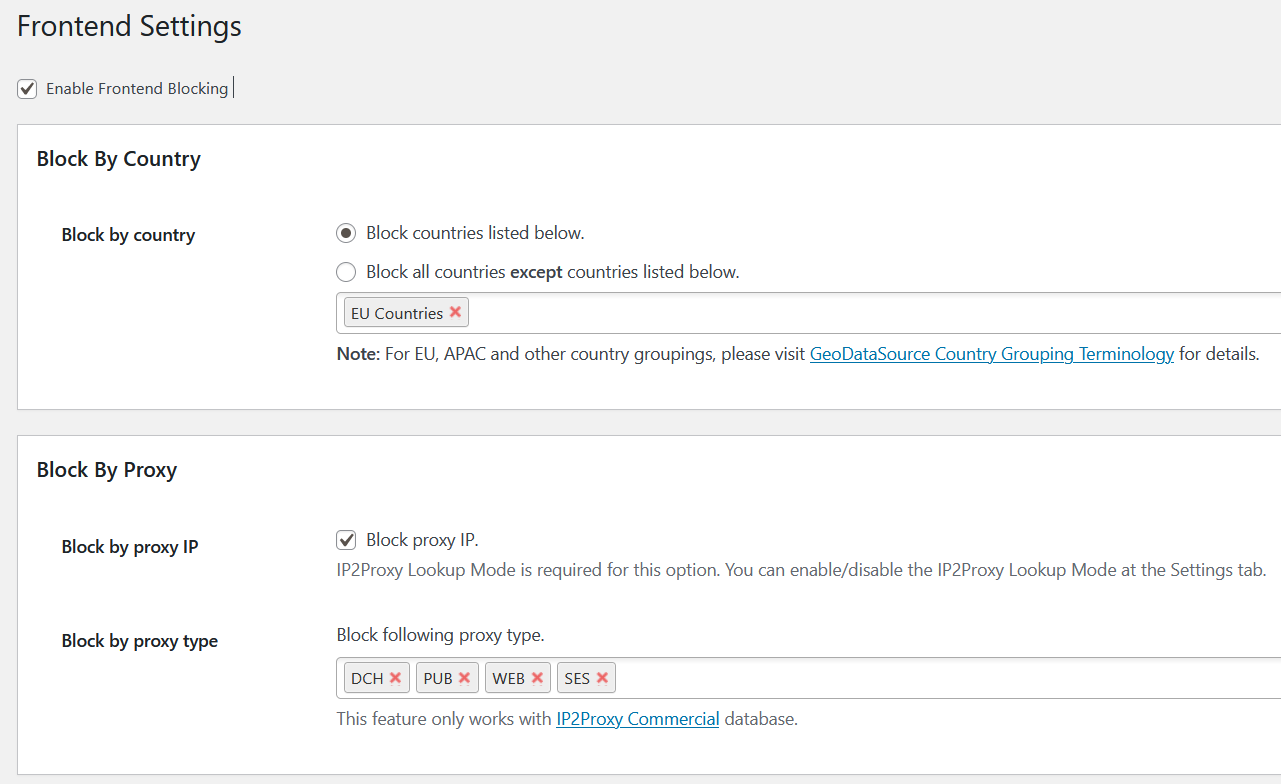 Frontend Settings
Enable Frontend Blocking
Block By Country
Block by country
Block countries listed below.
Block all countries except countries listed below.
EU Countries
Note: For EU, APAC and other country groupings, please visit GeoDataSource Country Grouping Terminology for details.
Block By Proxy
Block by proxy IP
Block proxy IP.
IP2Proxy Lookup Mode is required for this option. You can enable/disable the IP2Proxy Lookup Mode at the Settings tab.
Block by proxy type
Block following proxy type.
DCH PUB WEB SES
This feature only works with IP2Proxy Commercial database.